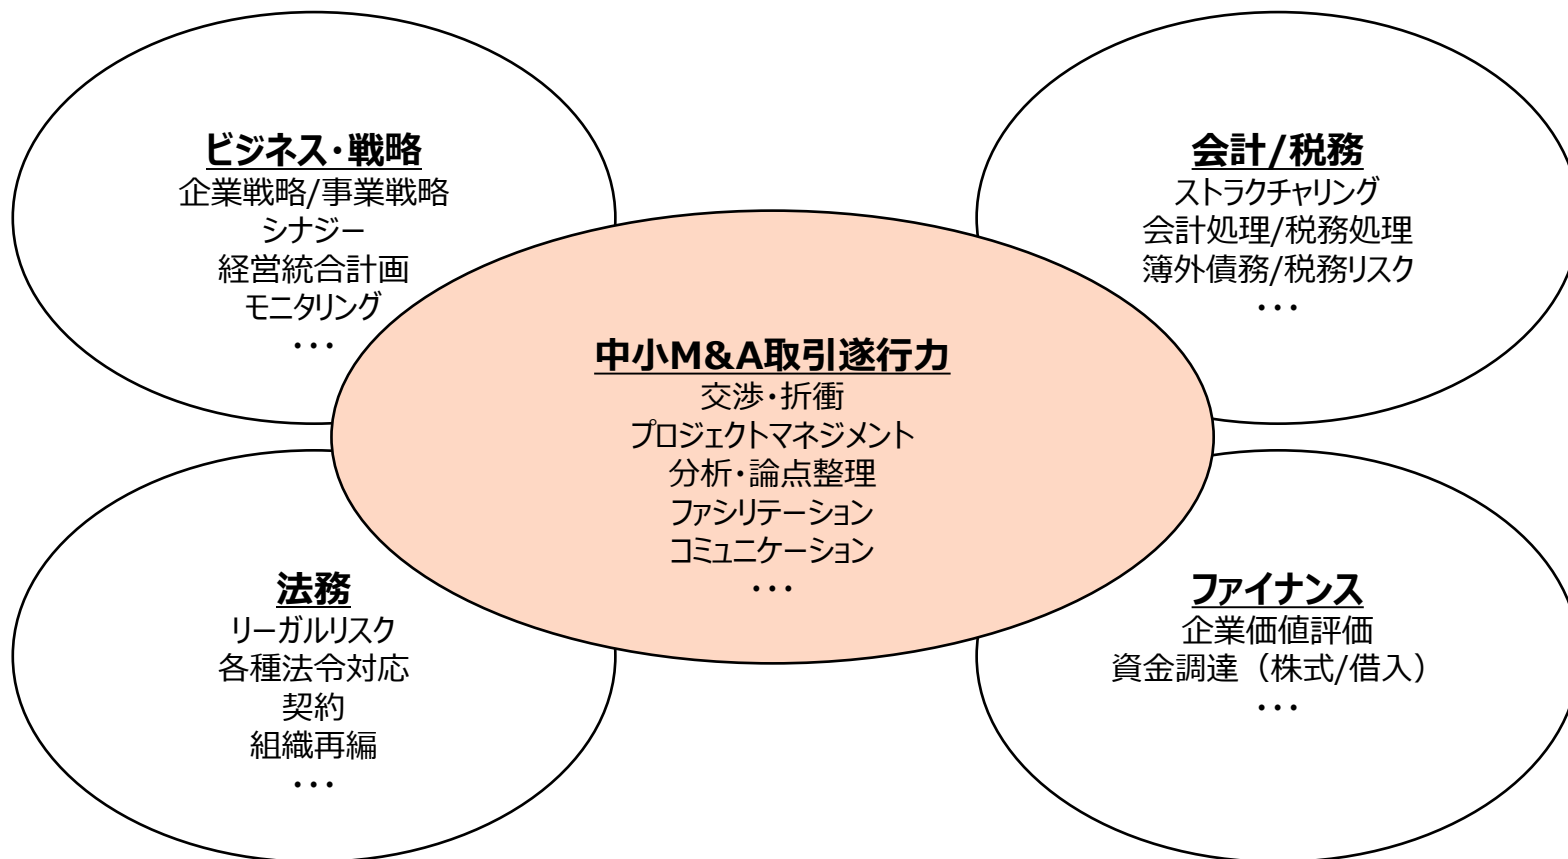 ビジネス・戦略
企業戦略/事業戦略
シナジー
経営統合計画
モニタリング
・・・
会計/税務
ストラクチャリング
会計処理/税務処理
簿外債務/税務リスク
・・・
中小M&A取引遂行力
交渉・折衝
プロジェクトマネジメント
分析・論点整理
ファシリテーション
コミュニケーション
・・・
法務
リーガルリスク
各種法令対応
契約
組織再編
・・・
ファイナンス
企業価値評価
資金調達（株式/借入）
・・・